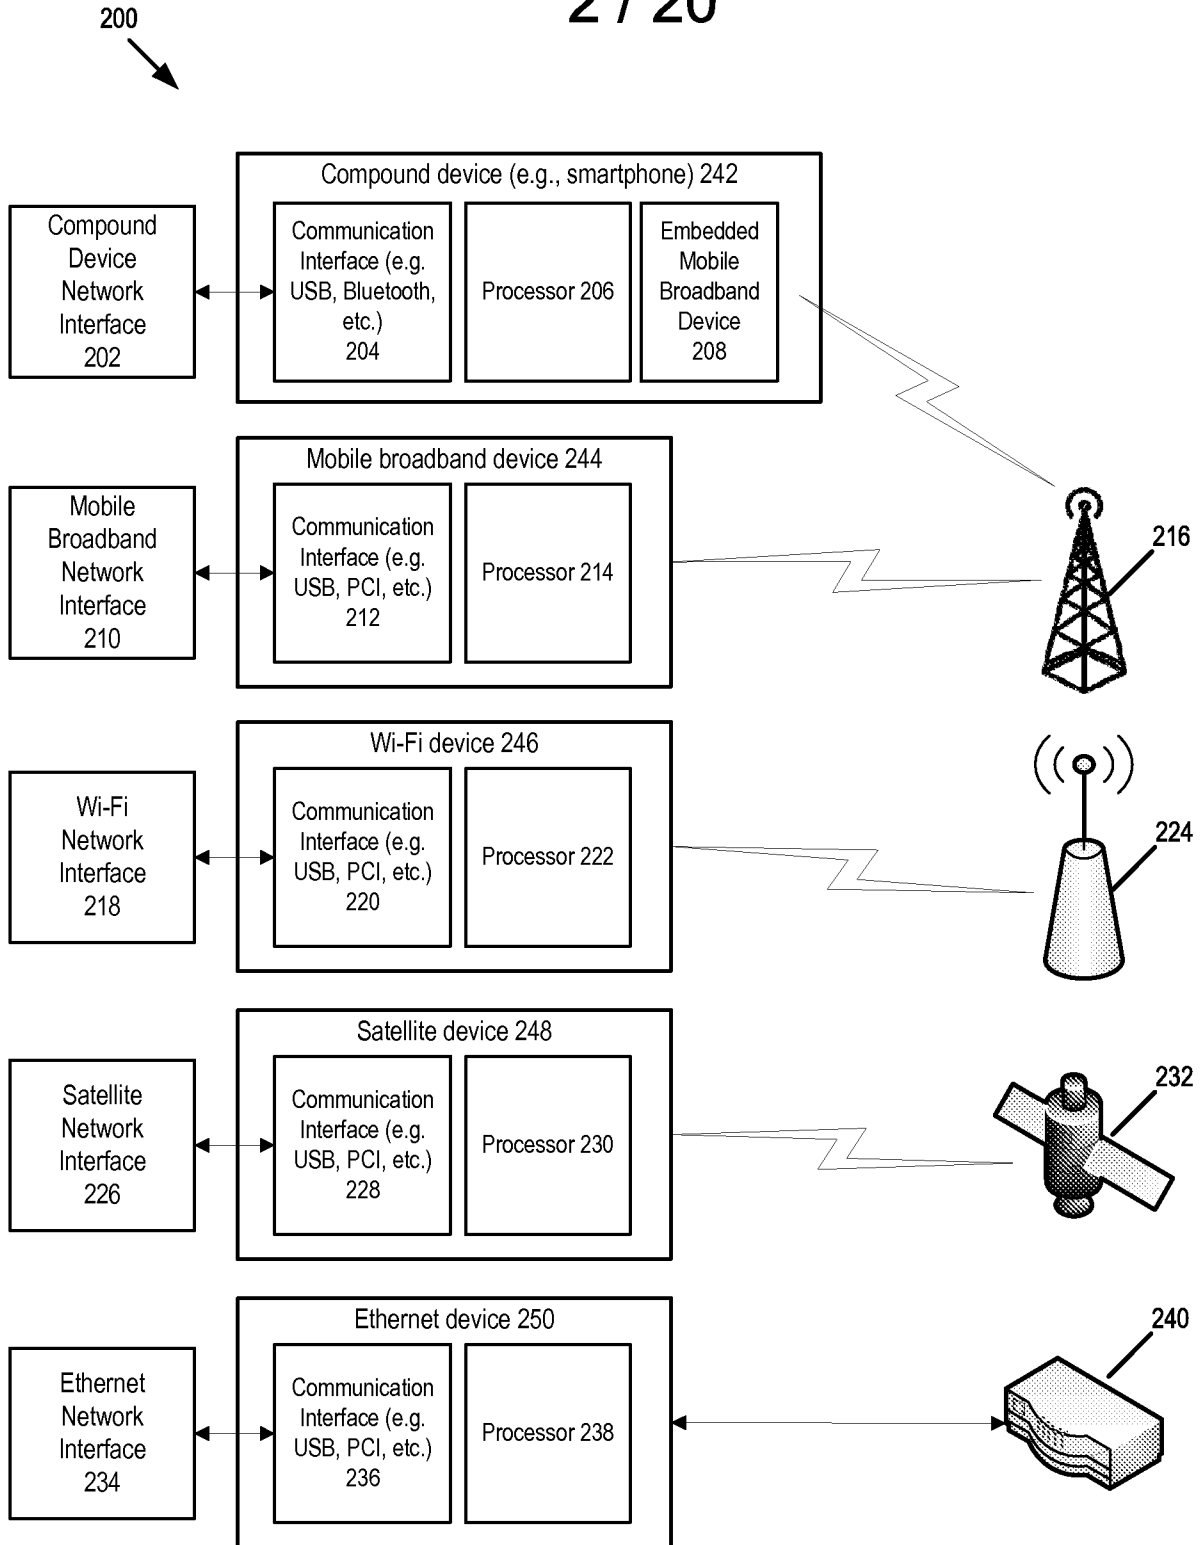 2 / 20
200
Compound device (e.g., smartphone) 242
Compound
Device
Network
Interface
202
Communication
Interface (e.g.
USB, Bluetooth,
etc.)
204
Processor 206
Embedded
Mobile
Broadband
Device
208
Mobile broadband device 244
Mobile
Broadband
Network
Interface
210
Communication
Interface (e.g.
USB, PCI, etc.)
212
Processor 214
216
Wi-Fi device 246
Wi-Fi
Network
Interface
218
Communication
Interface (e.g.
USB, PCI, etc.)
220
Processor 222
224
Satellite device 248
Satellite
Network
Interface
226
Communication
Interface (e.g.
USB, PCI, etc.)
228
Processor 230
232
Ethernet device 250
Ethernet
Network
Interface
234
Communication
Interface (e.g.
USB, PCI, etc.)
236
Processor 238
240